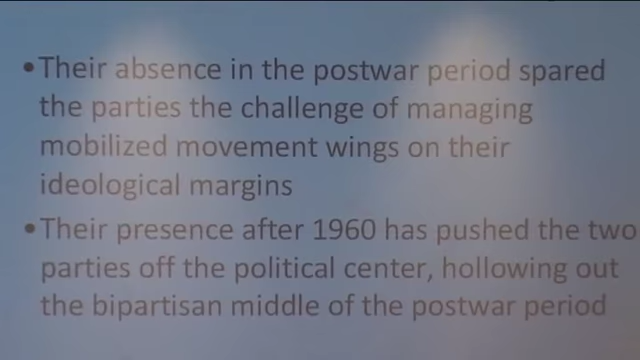 •Their absence in the postwar period spared
the parties the challenge of managing
mobilized movement wings on their
ideological margins
•Their presence after 1960 has pushed the two
parties off the political center, hollowing out
the bipartisan middle of the postwar period